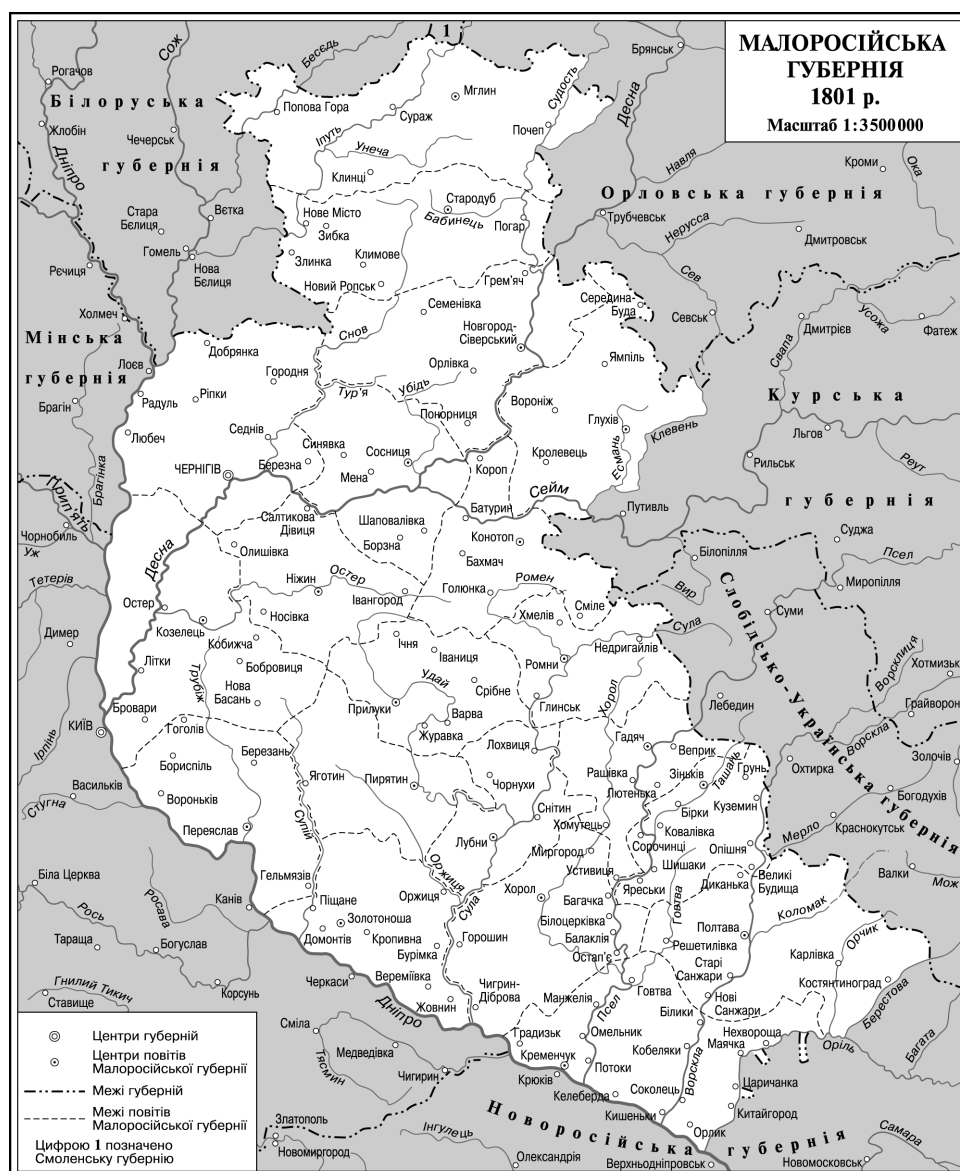 МАЛОРОСІЙСЬКА
ГУБЕРНІЯ
1801 р.
Масштаб 1:3500000
1
Сож
Беседь
Брянськ
Рогачов
Білоруська
губернія
Жлобін
Чечерськ
Дніпро
Попова Гора
Мглин
Сураж
Судость
Почеп
Десна
Іпуть
Унеча
Клинці
Навля
Кроми
Ока
Орловська губернія
Стародуб
Бабинець
Погар
Трубчевськ
Нерусса
Дмитровськ
Стара
Бєлиця
Вєтка
Нове Місто
Зибка
Гомель
Нова
Бєлиця
Злинка
Климове
Рєчиця
Новий Ропськ
Грем'яч
Сев
Семенівка
Середина-
Буда
Севськ
Холмеч
Снов
Новгород-
Сіверський
Дмитрієв
Усожа
Фатеж
Свапа
Мінська
губернія
Добрянка
Лоєв
Городня
Орлівка
Ямпіль
Брагін
Радуль
Ріпки
Тур'я
Убідь
Понорниця
Вороніж
Глухів
Курська
губернія
Клевень
Льгов
Любеч
Седнів
Синявка
Сосниця
Есмань
Рильськ
Реут
Брагінка
ЧЕРНІГІВ
Березна
Мена
Короп
Кролевець
Прип'ять
Сейм
Путивль
Чорнобиль
Уж
Салтикова
Дівиця
Шаповалівка
Борзна
Батурин
Конотоп
Суджа
Псел
Десна
Олишівка
Бахмач
Білопілля
Миропілля
Тетерів
Ніжин
Остер
Івангород
Голюнка
Ромен
Вир
Слобідсько-Українська губернія
Остер
Носівка
Хмелів
Сміле
Суми
Козелець
Кобижча
Ічня
Недригайлів
Сула
Димер
Літки
Бобровиця
Іваниця
Ромни
Ворсклиця
Хотмизьк
Трубіж
Нова
Басань
Удай
Срібне
Хорол
Лебедин
Грайворон
Бровари
КИЇВ
Гоголів
Прилуки
Варва
Глинськ
Ворскла
Ірпінь
Журавка
Лохвиця
Гадяч
Веприк
Ташань
Золочів
Бориспіль
Березань
Яготин
Пирятин
Чорнухи
Рашівка
Зіньків
Грунь
Охтирка
Васильків
Вороньків
Лютенька
Куземин
Богодухів
Стугна
Супій
Снітин
Бірки
Мерло
Краснокутськ
Переяслав
Лубни
Хомутець
Ковалівка
Сорочинці
Опішня
Миргород
Оржиця
Шишаки
Біла Церква
Гельмязів
Устивиця
Великі
Будища
Валки
Мож
Яреськи
Диканька
Рось
Росава
Канів
Піщане
Оржиця
Хорол
Багачка
Говтва
Коломак
Золотоноша
Сула
Білоцерківка
Полтава
Орчик
Тараща
Богуслав
Домонтів
Кропивна
Горошин
Балаклія
Решетилівка
Карлівка
Бурімка
Остап'є
Гнилий Тикич
Ставище
Корсунь
Черкаси
Вереміївка
Старі
Санжари
Костянтиноград
Жовнин
Чигрин-
Діброва
Манжелія
Говтва
Нові
Санжари
Берестова
Дніпро
Псел
Білики
Нехвороща
Багата
Сміла
Градизьк
Омельник
Маячка
Оріль
Медведівка
Кременчук
Кобеляки
Тясмин
Чигирин
Крюків
Потоки
Ворскла
Царичанка
Келеберда
Соколець
Златопіль
Кишеньки
Китайгород
Новомиргород
Інгулець
Новоросійська губернія
Орлик
Самара
Олександрія
Верхньодніпровськ
Новомосковськ
Центри губерній
Центри повітів
Малоросійської губернії
Межі губерній
Межі повітів
Малоросійської губернії
Цифрою 1 позначено
Смоленську губернію